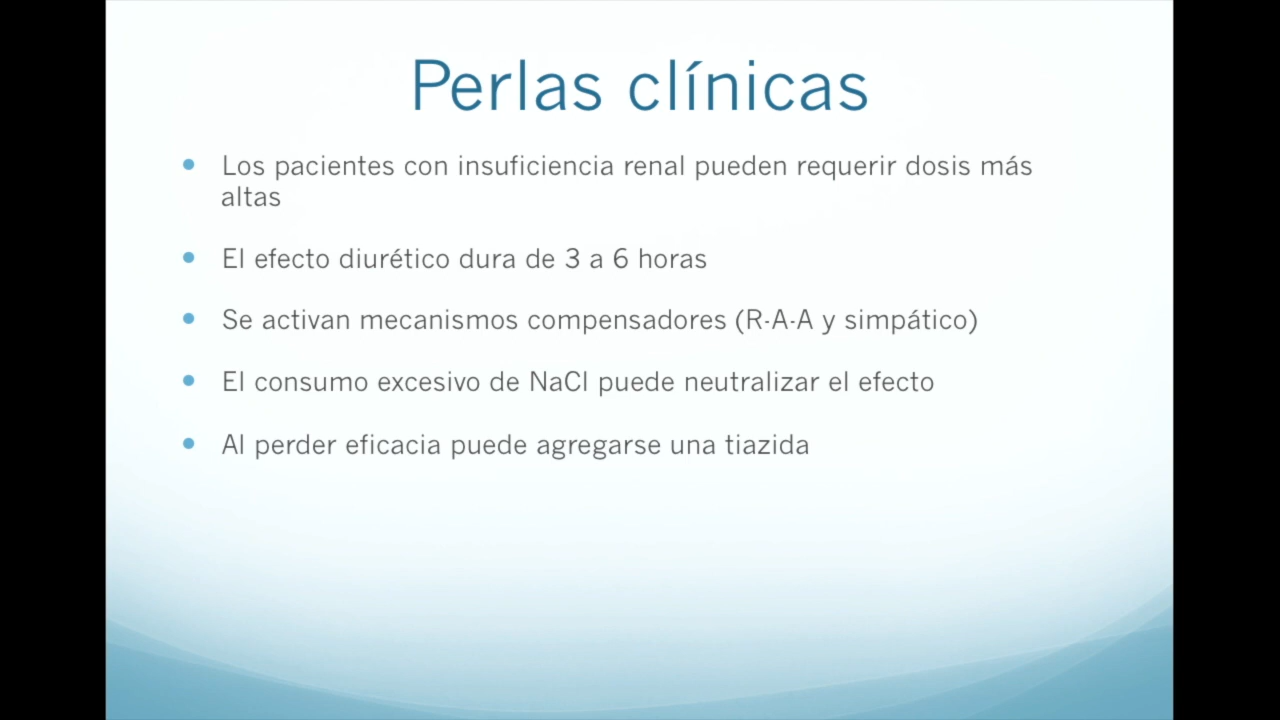 Perlas clínicas
• Los pacientes con insuficiencia renal pueden requerir dosis más
altas
• El efecto diurético dura de 3 a 6 horas
• Se activan mecanismos compensadores (R-A-A y simpático)
• El consumo excesivo de NaCl puede neutralizar el efecto
• Al perder eficacia puede agregarse una tiazida